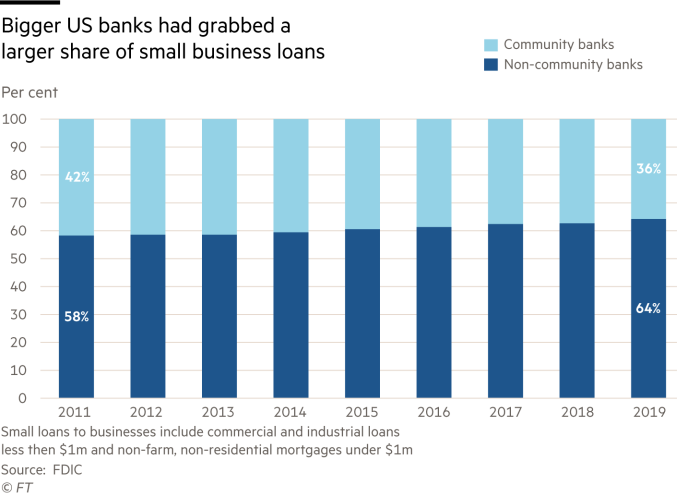 Bigger US banks had grabbed a
larger share of small business loans
Community banks
Non-community banks
Per cent
100
90
80
70
60
50
40
30
20
10
0
42%
36%
58%
64%
2011 2012 2013 2014 2015 2016 2017 2018 2019
Small loans to businesses include commercial and industrial loans
less then $1m and non-farm, non-residential mortgages under $1m
Source: FDIC
© FT